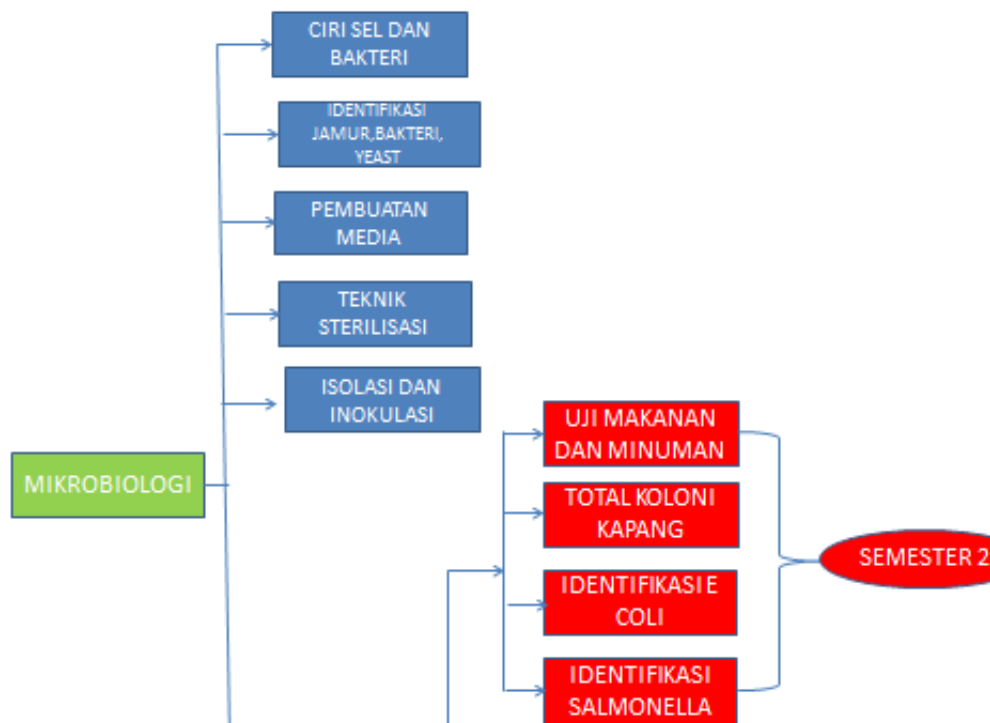 CIRI SEL DAN
BAKTERI
IDENTIFIKASI
JAMUR,BAKTERI,
YEAST
PEMBUATAN
MEDIA
TEKNIK
STERILISASI
ISOLASI DAN
INOKULASI
MIKROBIOLOGI
UJI MAKANAN
DAN MINUMAN
TOTAL KOLONI
KAPANG
IDENTIFIKASI E
COLI
IDENTIFIKASI
SALMONELLA
SEMESTER 2